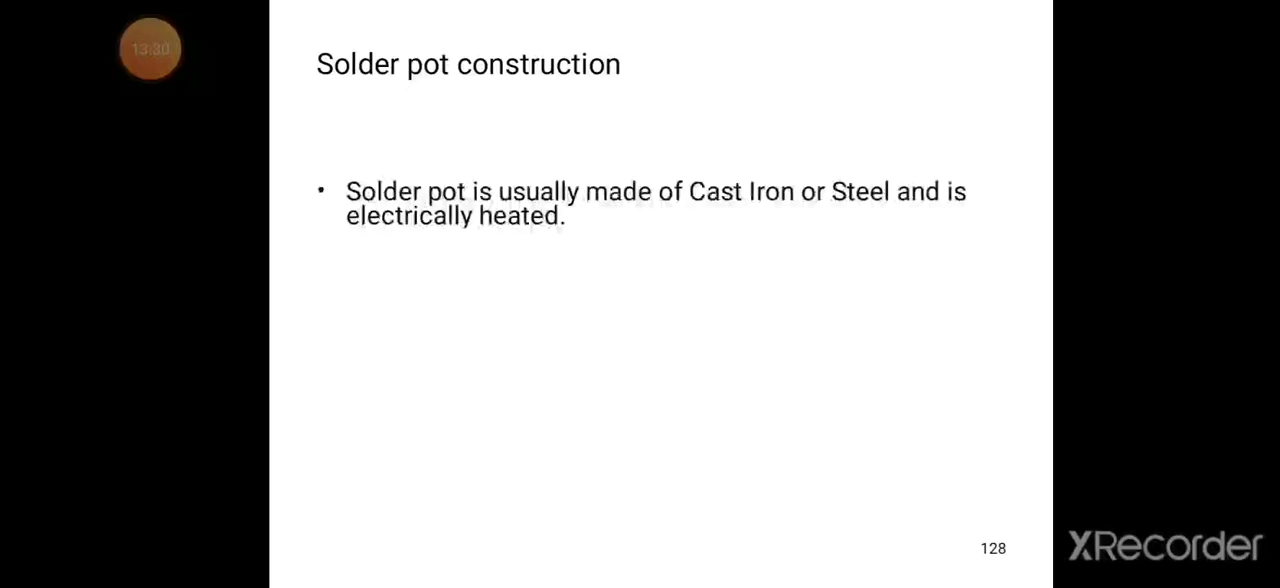 13:30
Solder pot construction
• Solder pot is usually made of Cast Iron or Steel and is
electrically heated.
128
XRecorder